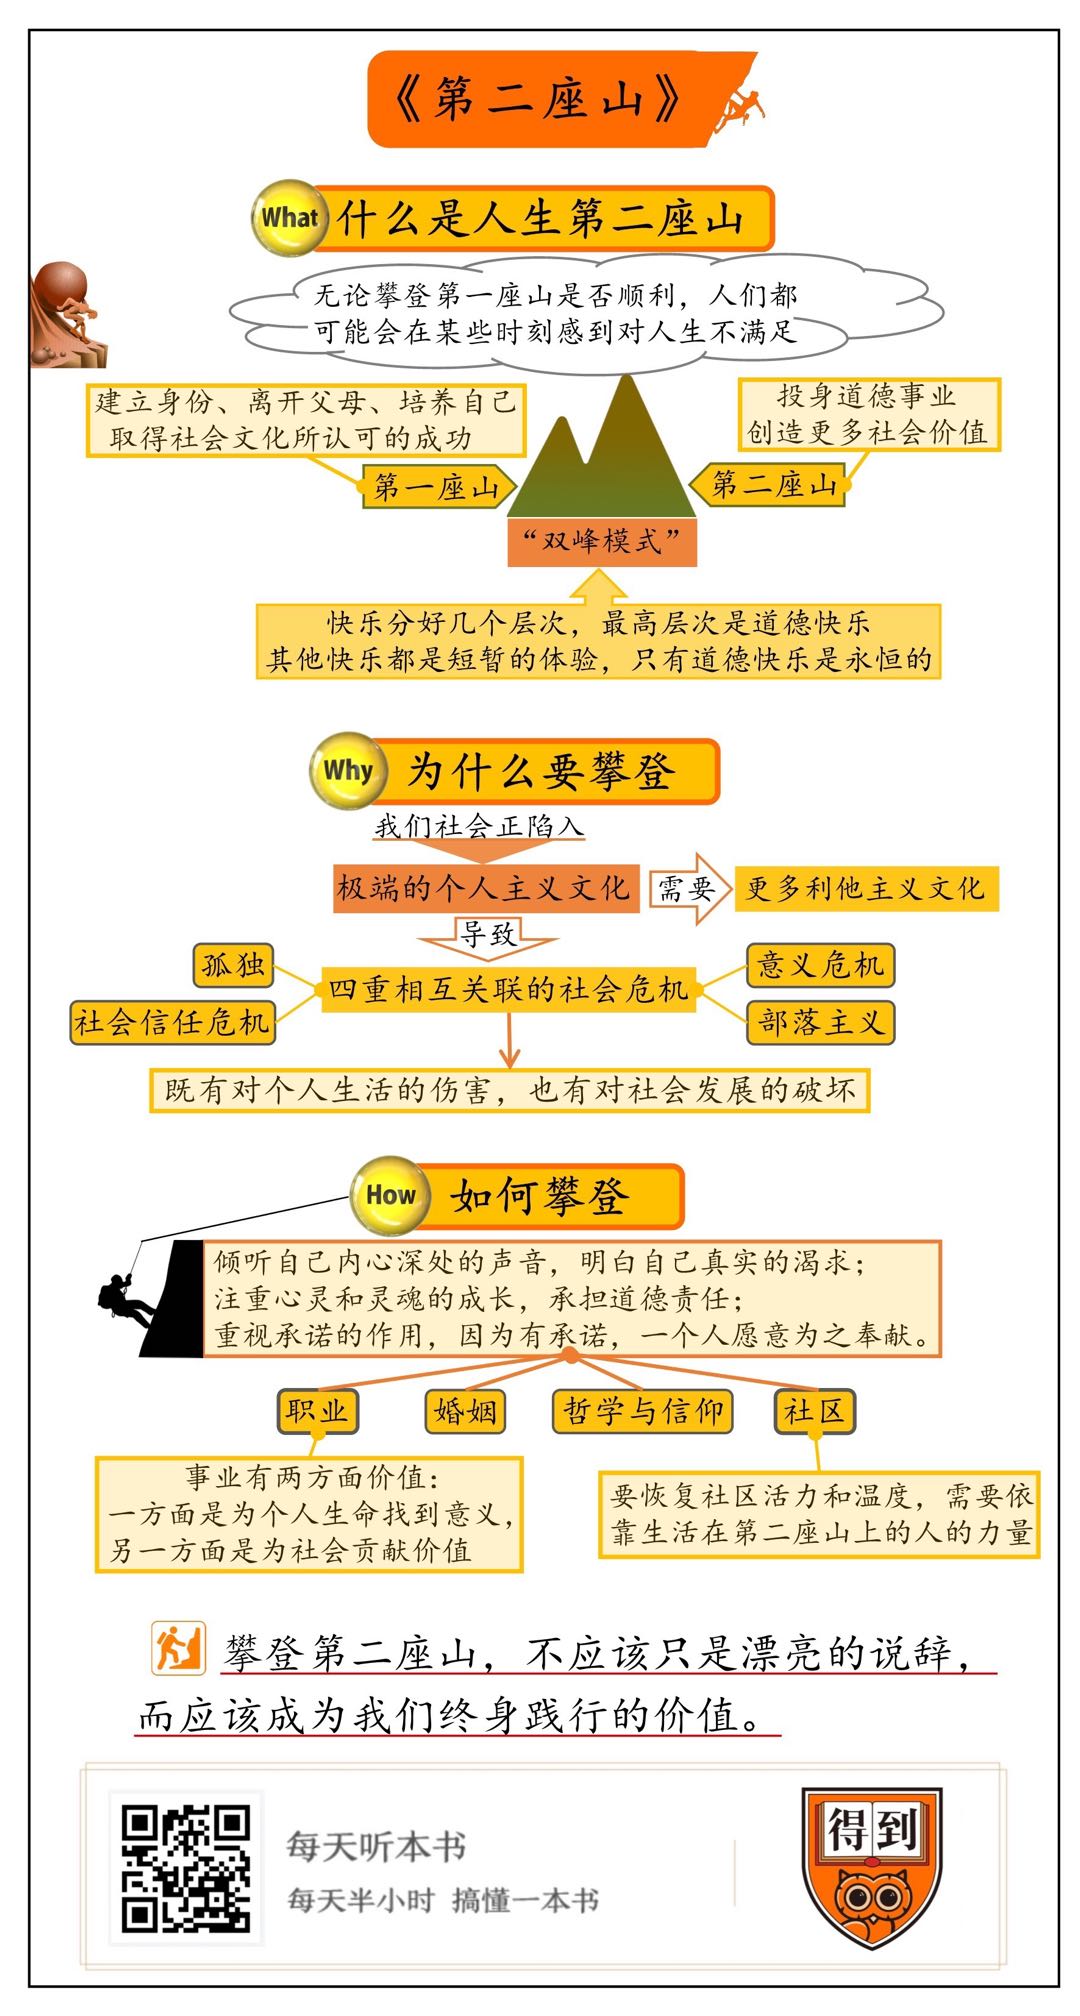 《第二座山》
What 什么是人生第二座山
无论攀登第一座山是否顺利，人们都
可能会在某些时刻感到对人生不满足
建立身份、离开父母、培养自己
取得社会文化所认可的成功
投身道德事业
创造更多社会价值
第一座山
第二座山
“双峰模式”
快乐分好几个层次，最高层次是道德快乐
其他快乐都是短暂的体验，只有道德快乐是永恒的
Why 为什么要攀登
我们社会正陷入
极端的个人主义文化
需要
更多利他主义文化
导致
孤独
社会信任危机
四重相互关联的社会危机
意义危机
部落主义
既有对个人生活的伤害，也有对社会发展的破坏
How 如何攀登
倾听自己内心深处的声音，明白自己真实的渴求；
注重心灵和灵魂的成长，承担道德责任；
重视承诺的作用，因为有承诺，一个人愿意为之奉献。
职业
婚姻
哲学与信仰
社区
事业有两方面价值：
一方面是为个人生命找到意义，
另一方面是为社会贡献价值
要恢复社区活力和温度，需要依
靠生活在第二座山上的人的力量
攀登第二座山，不应该只是漂亮的说辞，
而应该成为我们终身践行的价值。
每天听本书
每天半小时 搞懂一本书
得到